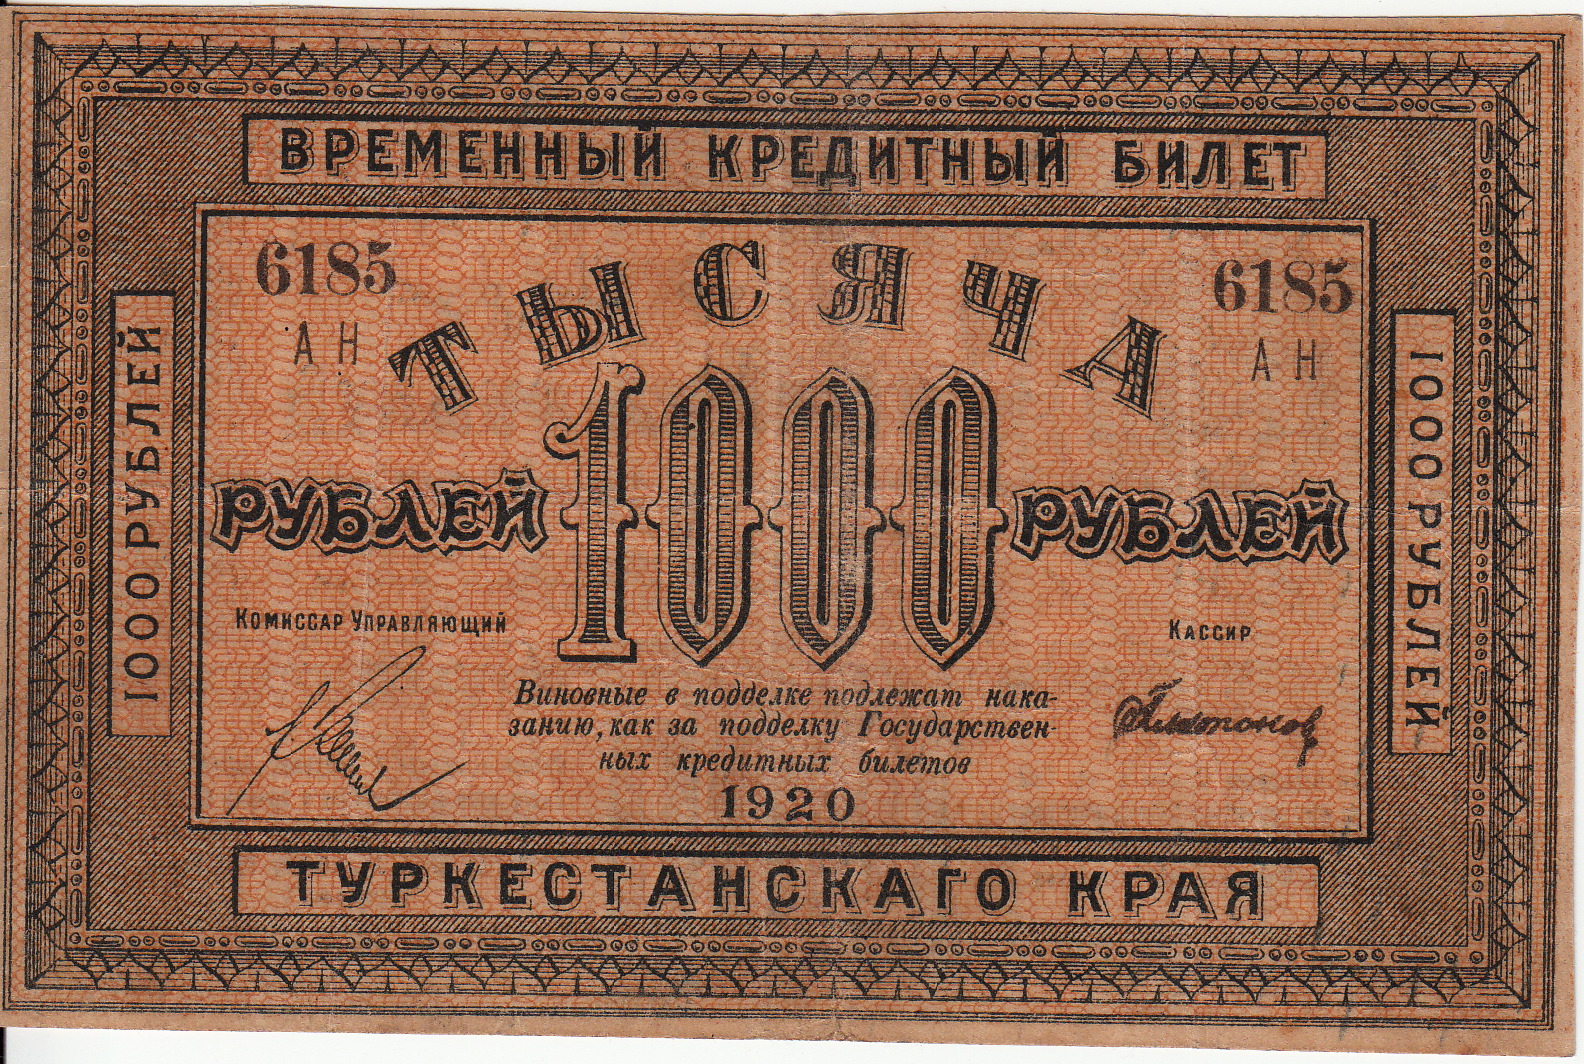 ВРЕМЕННЫЙ КРЕДИТНЫЙ БИЛЕТ
6185
6185
АН
АН
ТЫСЯЧА
1000
РУБЛЕЙ
РУБЛЕЙ
1000 РУБЛЕЙ
1000 РУБЛЕЙ
Комиссар Управляющий
Кассир
Платонов
Виновные в подделке подлежат нака-
занию, как за подделку Государствен-
ных кредитных билетов
1920
ТУРКЕСТАНСКАГО КРАЯ